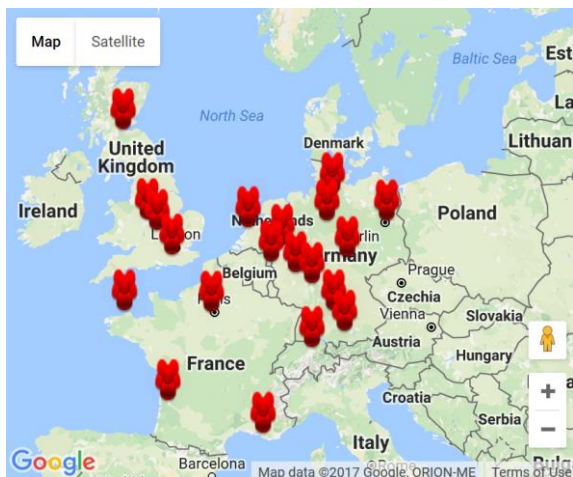 Map Satellite
Baltic Sea
Est
La
North Sea
Denmark
Lithuan
United
Kingdom
Ireland
Poland
Belgium
Prague
Czechia
Vienna
Slovakia
Austria
France
Hungary
Croatia
Serbia
Italy
Barcelona
Google
Map data ©2017 Google, ORION-ME Terms of Use